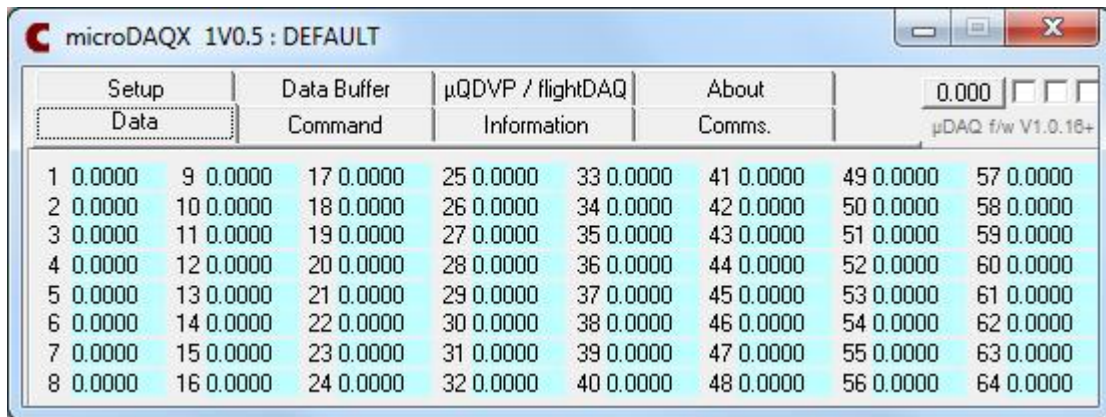 microDAQX 1V0.5 : DEFAULT
Setup Data Buffer µQDVP / flightDAQ About 0.000
Data Command Information Comms. µDAQ f/w V1.0.16+
1 0.0000 9 0.0000 17 0.0000 25 0.0000 33 0.0000 41 0.0000 49 0.0000 57 0.0000
2 0.0000 10 0.0000 18 0.0000 26 0.0000 34 0.0000 42 0.0000 50 0.0000 58 0.0000
3 0.0000 11 0.0000 19 0.0000 27 0.0000 35 0.0000 43 0.0000 51 0.0000 59 0.0000
4 0.0000 12 0.0000 20 0.0000 28 0.0000 36 0.0000 44 0.0000 52 0.0000 60 0.0000
5 0.0000 13 0.0000 21 0.0000 29 0.0000 37 0.0000 45 0.0000 53 0.0000 61 0.0000
6 0.0000 14 0.0000 22 0.0000 30 0.0000 38 0.0000 46 0.0000 54 0.0000 62 0.0000
7 0.0000 15 0.0000 23 0.0000 31 0.0000 39 0.0000 47 0.0000 55 0.0000 63 0.0000
8 0.0000 16 0.0000 24 0.0000 32 0.0000 40 0.0000 48 0.0000 56 0.0000 64 0.0000